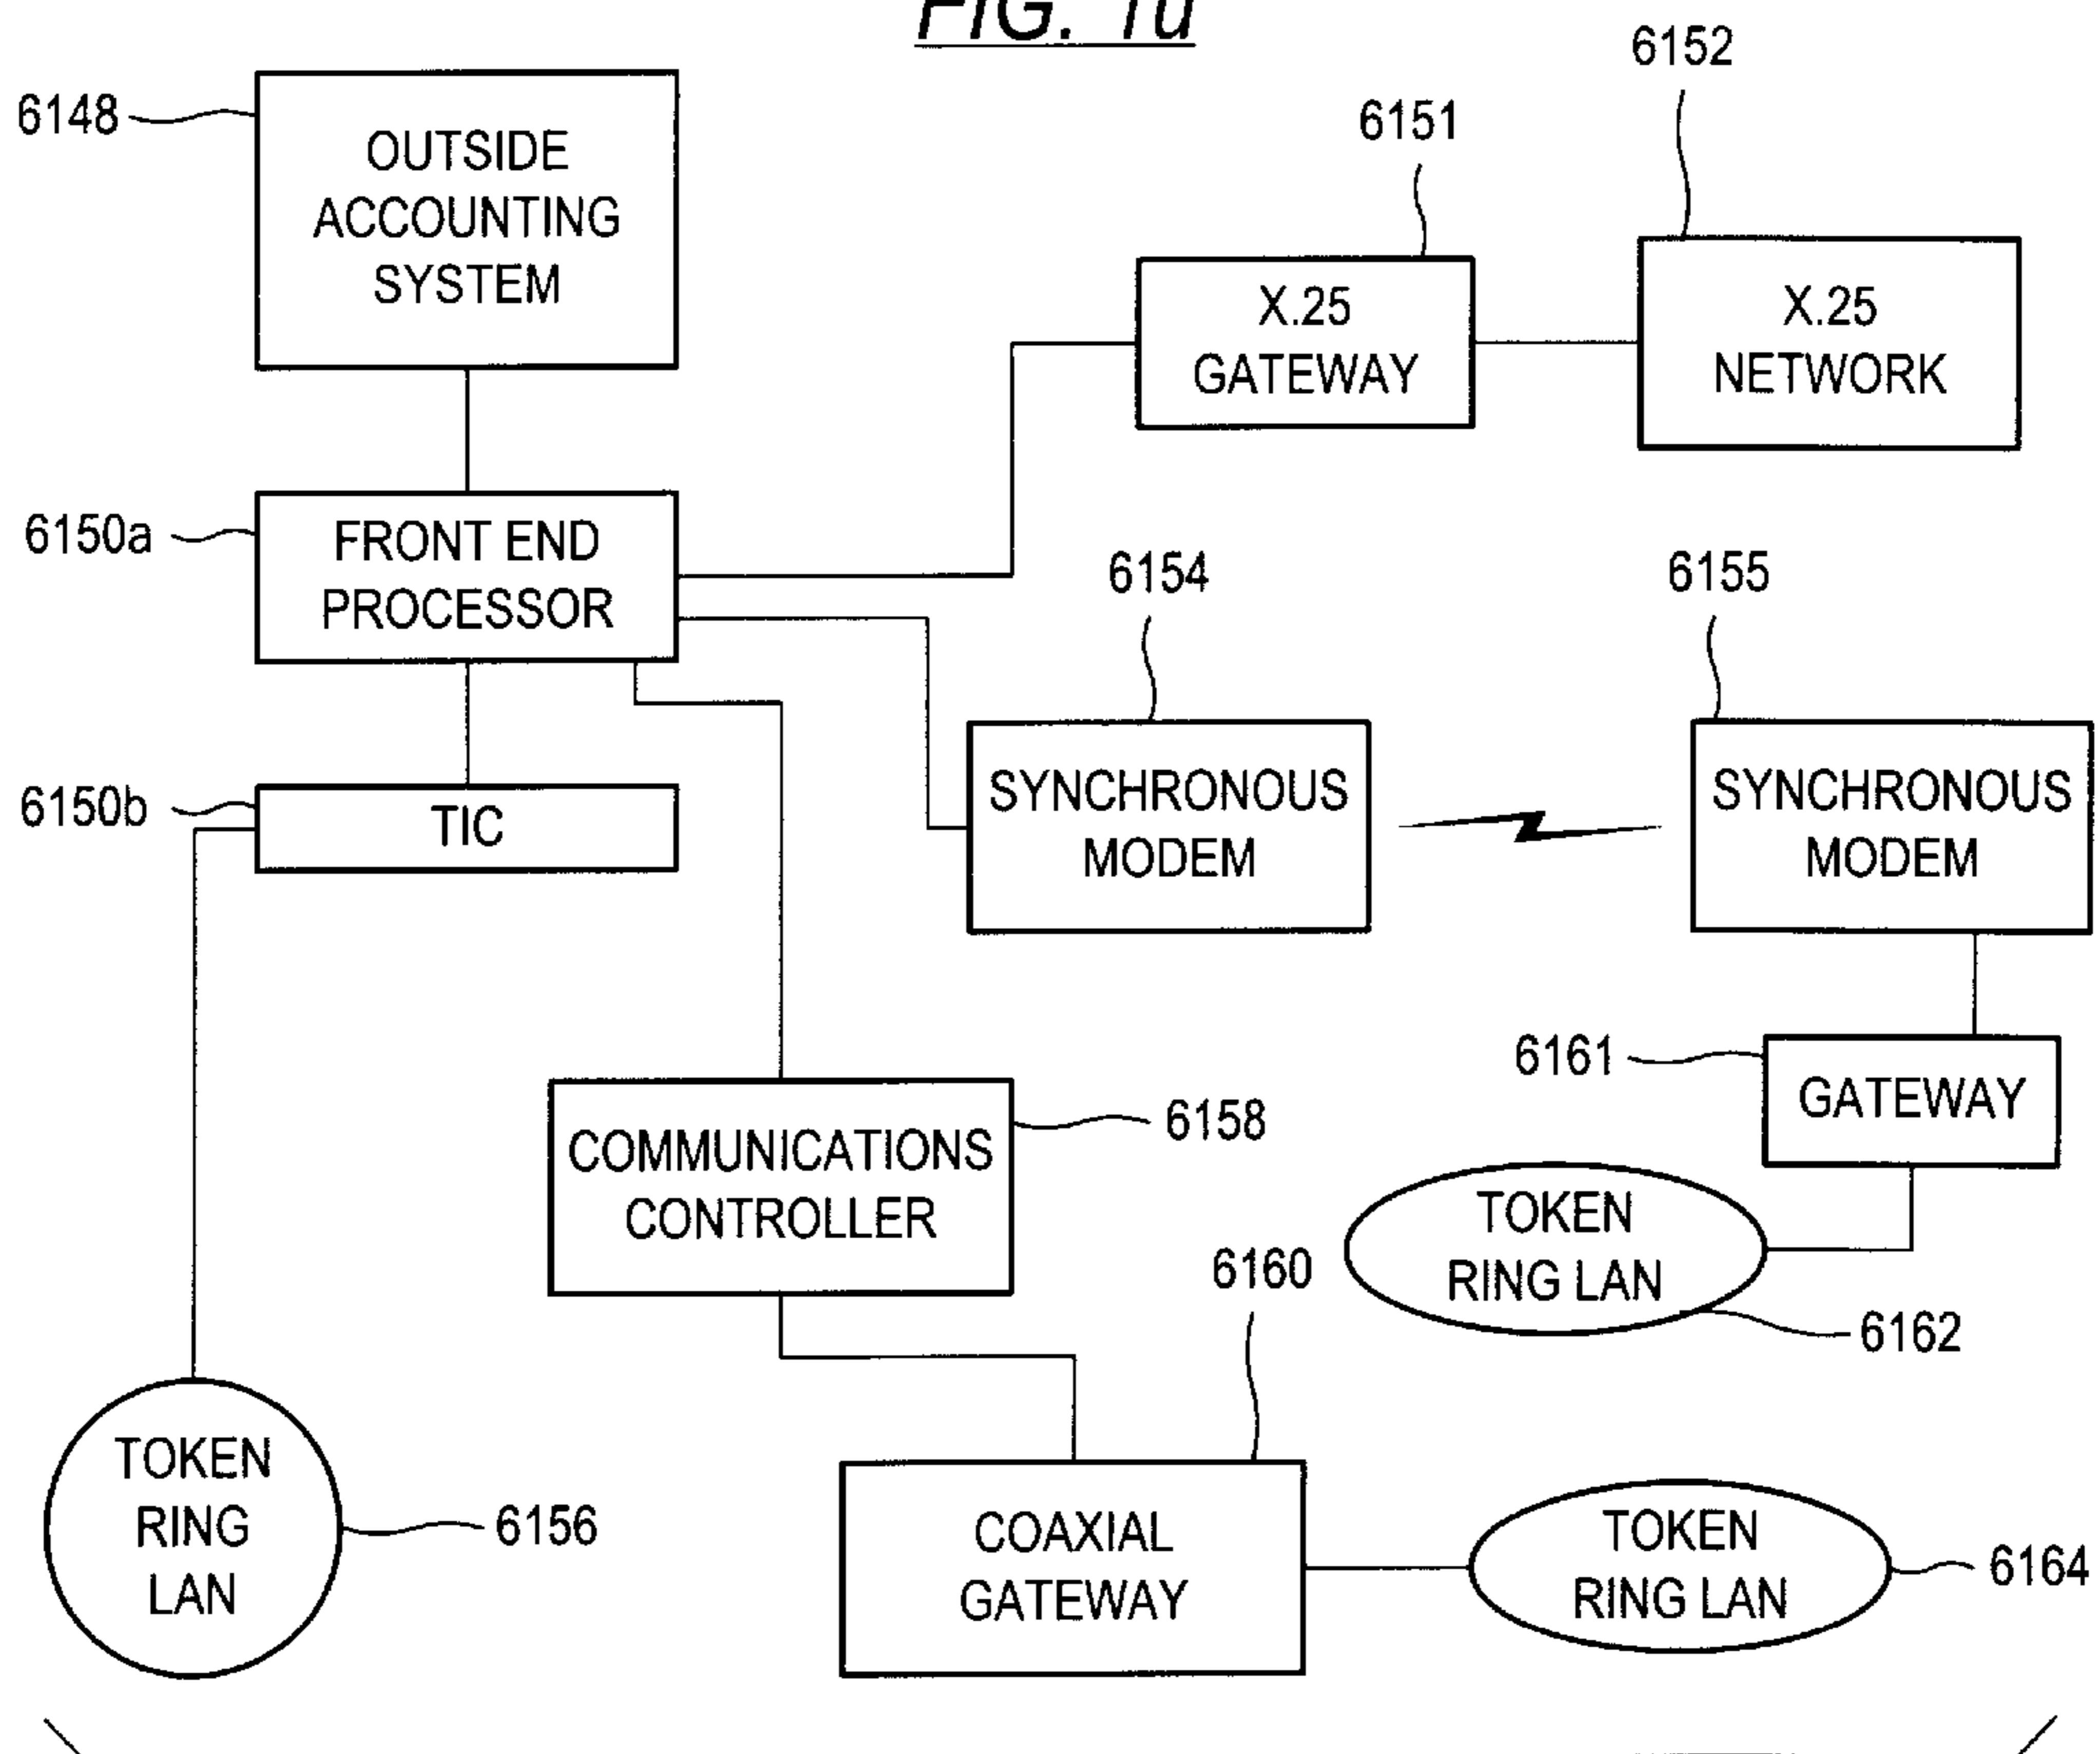 FIG. 1u
6148
OUTSIDE
ACCOUNTING
SYSTEM
6151
6152
X.25
GATEWAY
X.25
NETWORK
6150a
FRONT END
PROCESSOR
6154
6155
6150b
TIC
SYNCHRONOUS
MODEM
SYNCHRONOUS
MODEM
6161
GATEWAY
COMMUNICATIONS
CONTROLLER
6158
TOKEN
RING LAN
6162
6160
TOKEN
RING
LAN
6156
COAXIAL
GATEWAY
TOKEN
RING LAN
6164